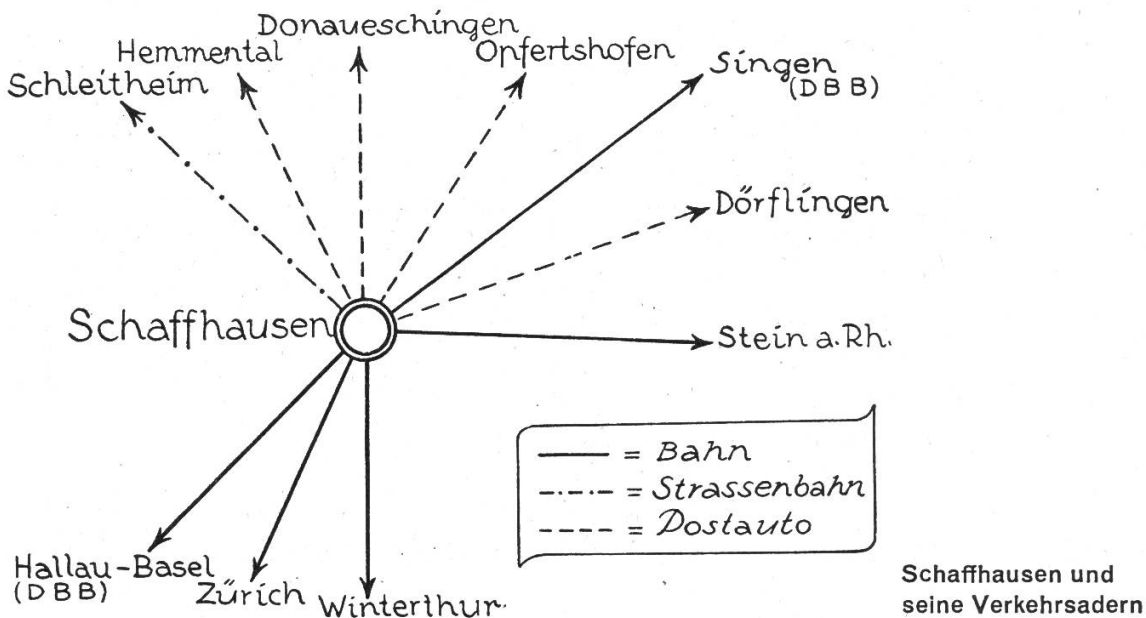 Donaueschingen
Hemmental
Opfertshofen
Schleitheim
Singen
(DBB)
Dörflingen
Schaffhausen
Stein a. Rh.
= Bahn
= Strassenbahn
= Postauto
Hallau-Basel
(DBB)
Zürich
Winterthur.
Schaffhausen und
seine Verkehrsadern